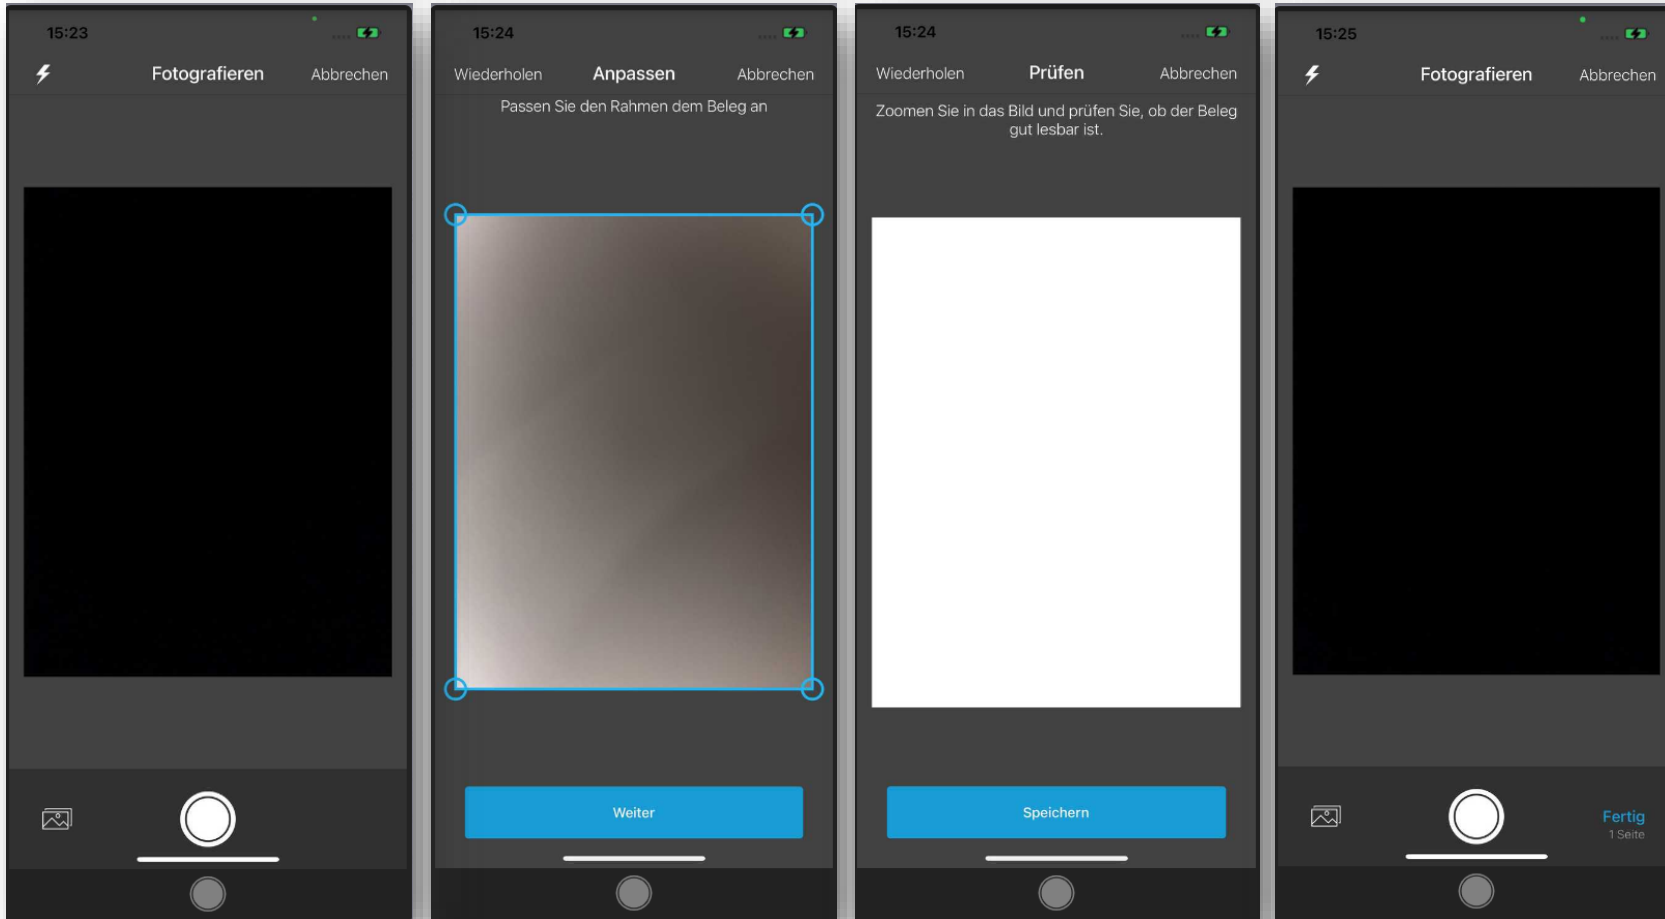 15:23
Fotografieren
Abbrechen
15:24
Wiederholen
Anpassen
Abbrechen
Passen Sie den Rahmen dem Beleg an
Weiter
15:24
Wiederholen
Prüfen
Abbrechen
Zoomen Sie in das Bild und prüfen Sie, ob der Beleg
gut lesbar ist.
Speichern
15:25
Fotografieren
Abbrechen
Fertig
1 Seite